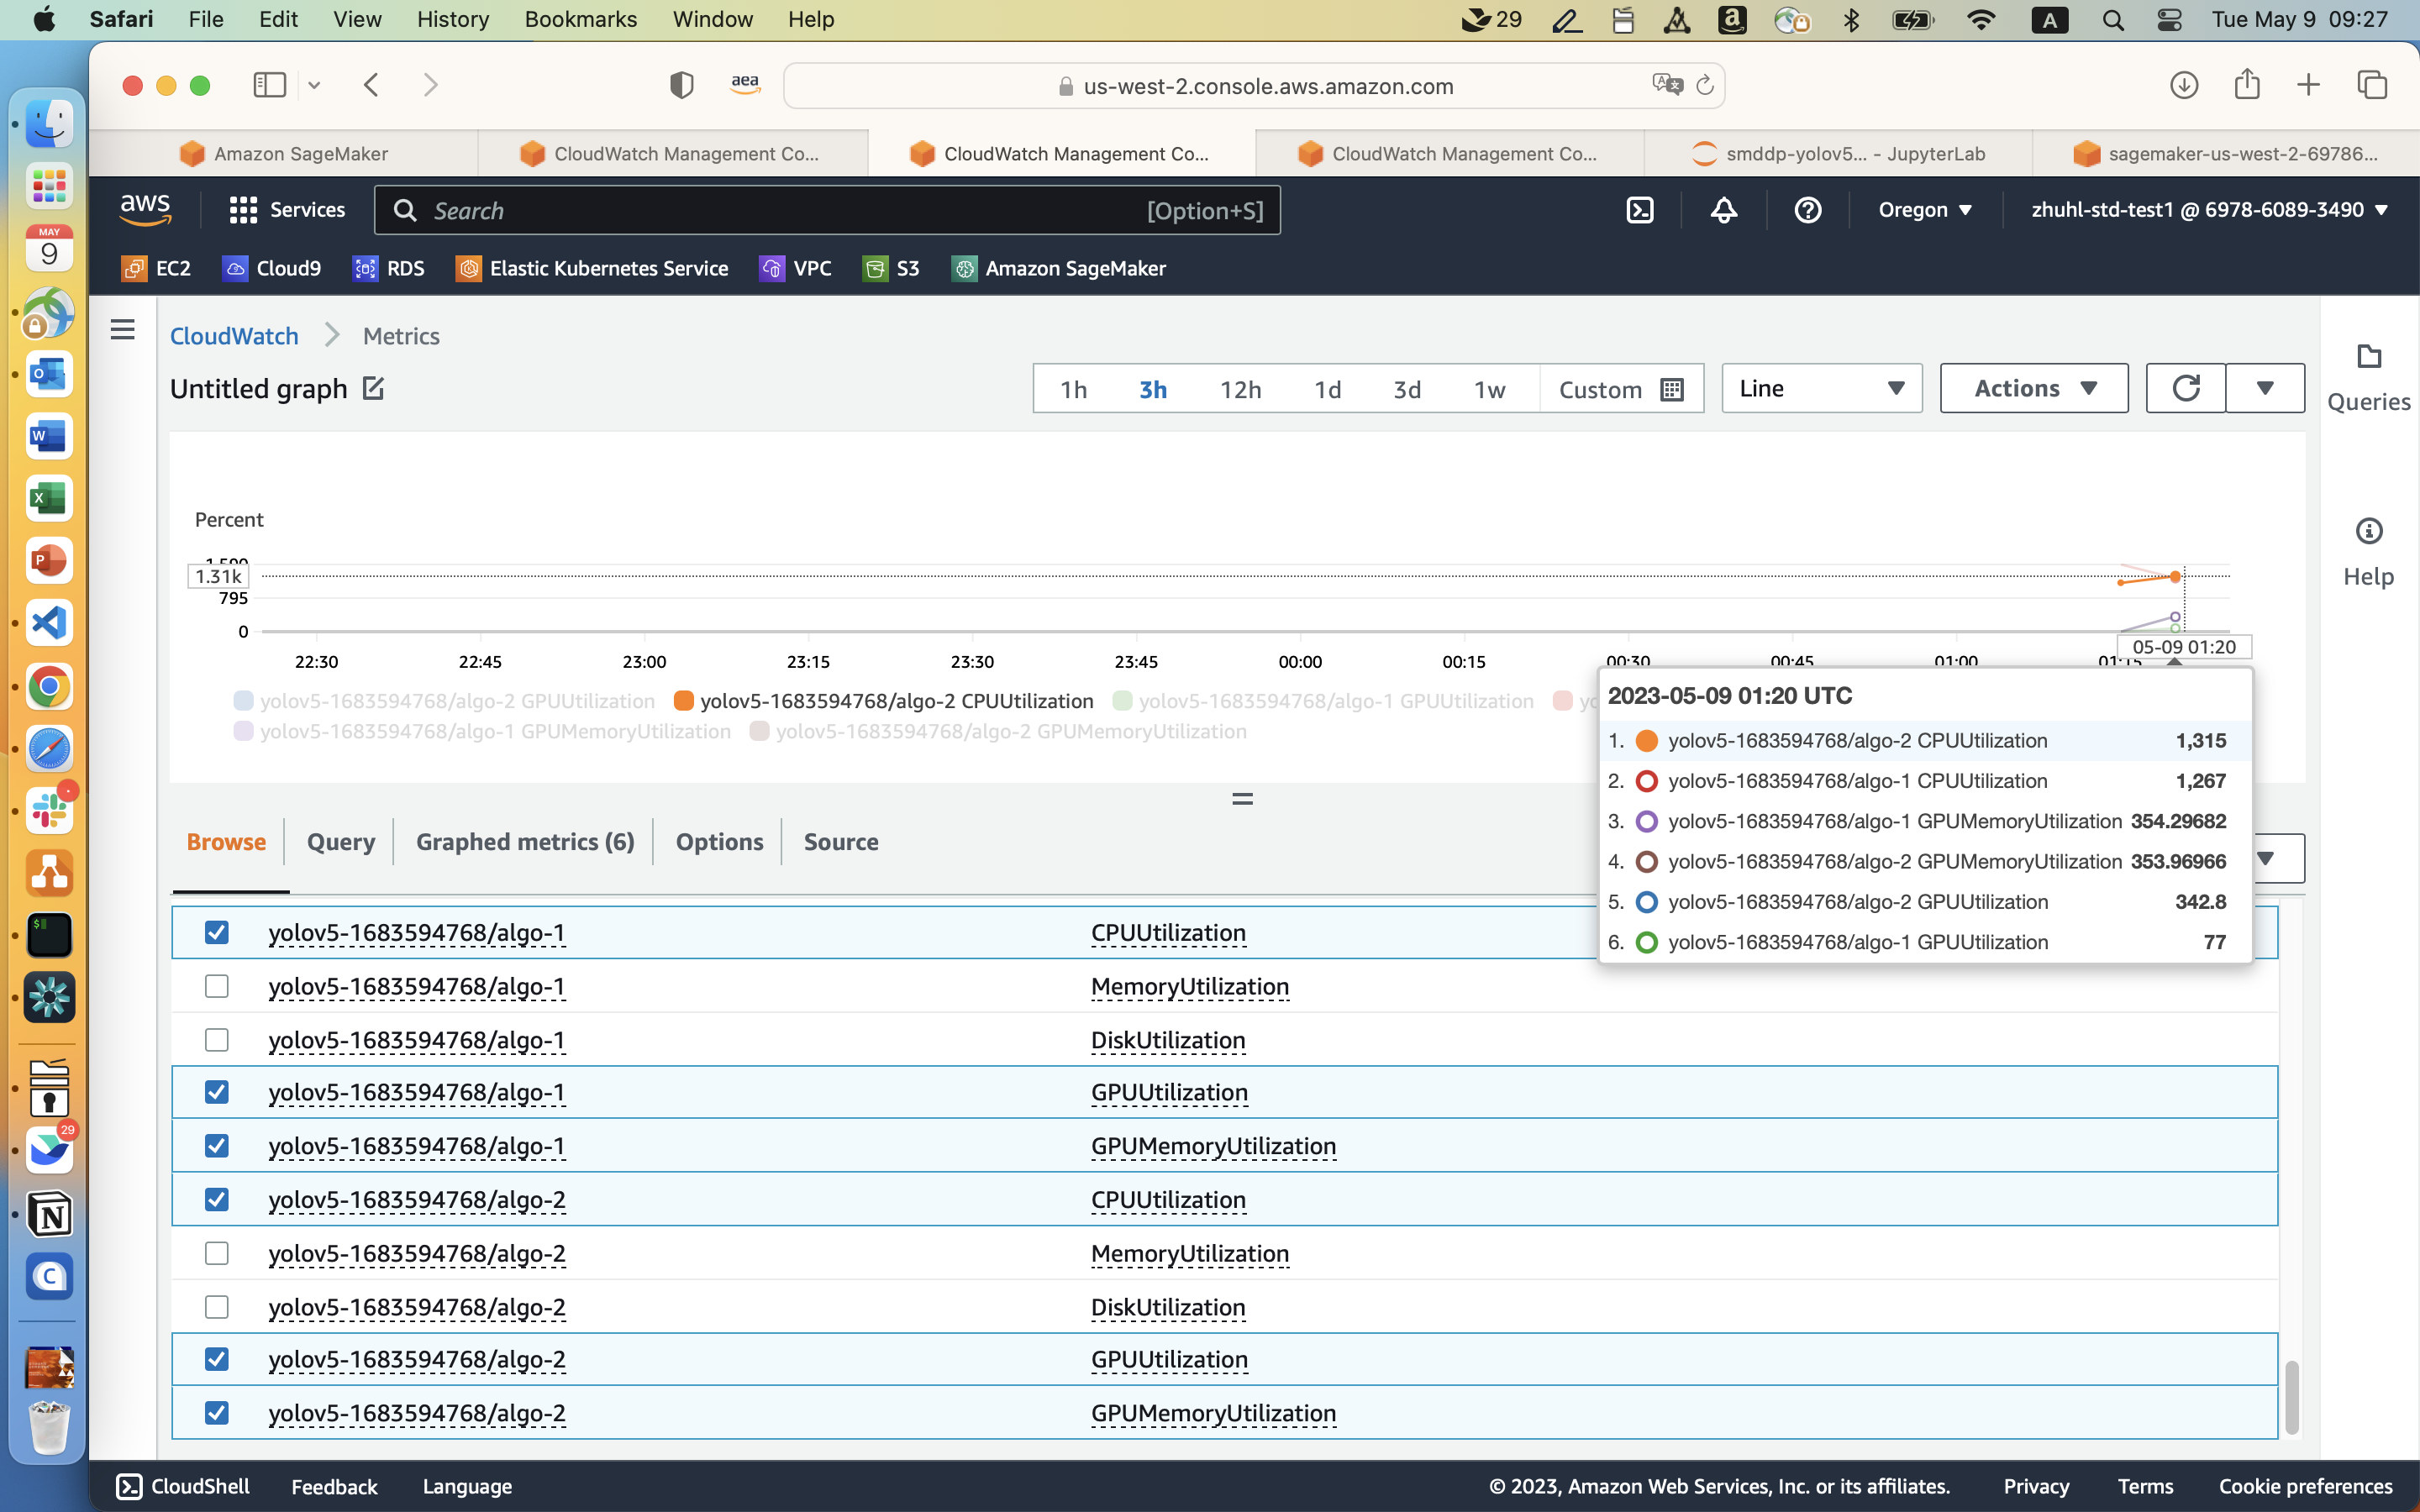 Safari File Edit View History Bookmarks Window Help 29 A Tue May 9 09:27
aea us-west-2.console.aws.amazon.com
Amazon SageMaker CloudWatch Management Co... CloudWatch Management Co... CloudWatch Management Co... smddp-yolov5... - JupyterLab sagemaker-us-west-2-69786...
aws Services Search [Option+S] Oregon zhuhl-std-test1 @ 6978-6089-3490
EC2 Cloud9 RDS Elastic Kubernetes Service VPC S3 Amazon SageMaker
MAY
9
CloudWatch Metrics
Untitled graph 1h 3h 12h 1d 3d 1w Custom Line Actions
Queries
Help
Percent
1.31k
795
0
05-09 01:20
22:30 22:45 23:00 23:15 23:30 23:45 00:00 00:15 00:30 00:45 01:00 01:15
yolov5-1683594768/algo-2 GPUUtilization yolov5-1683594768/algo-2 CPUUtilization yolov5-1683594768/algo-1 GPUUtilization
yolov5-1683594768/algo-1 GPUMemoryUtilization yolov5-1683594768/algo-2 GPUMemoryUtilization
2023-05-09 01:20 UTC
1. yolov5-1683594768/algo-2 CPUUtilization 1,315
2. yolov5-1683594768/algo-1 CPUUtilization 1,267
3. yolov5-1683594768/algo-1 GPUMemoryUtilization 354.29682
4. yolov5-1683594768/algo-2 GPUMemoryUtilization 353.96966
5. yolov5-1683594768/algo-2 GPUUtilization 342.8
6. yolov5-1683594768/algo-1 GPUUtilization 77
Browse Query Graphed metrics (6) Options Source
yolov5-1683594768/algo-1 CPUUtilization
yolov5-1683594768/algo-1 MemoryUtilization
yolov5-1683594768/algo-1 DiskUtilization
yolov5-1683594768/algo-1 GPUUtilization
yolov5-1683594768/algo-1 GPUMemoryUtilization
yolov5-1683594768/algo-2 CPUUtilization
yolov5-1683594768/algo-2 MemoryUtilization
yolov5-1683594768/algo-2 DiskUtilization
yolov5-1683594768/algo-2 GPUUtilization
yolov5-1683594768/algo-2 GPUMemoryUtilization
29
CloudShell Feedback Language © 2023, Amazon Web Services, Inc. or its affiliates. Privacy Terms Cookie preferences